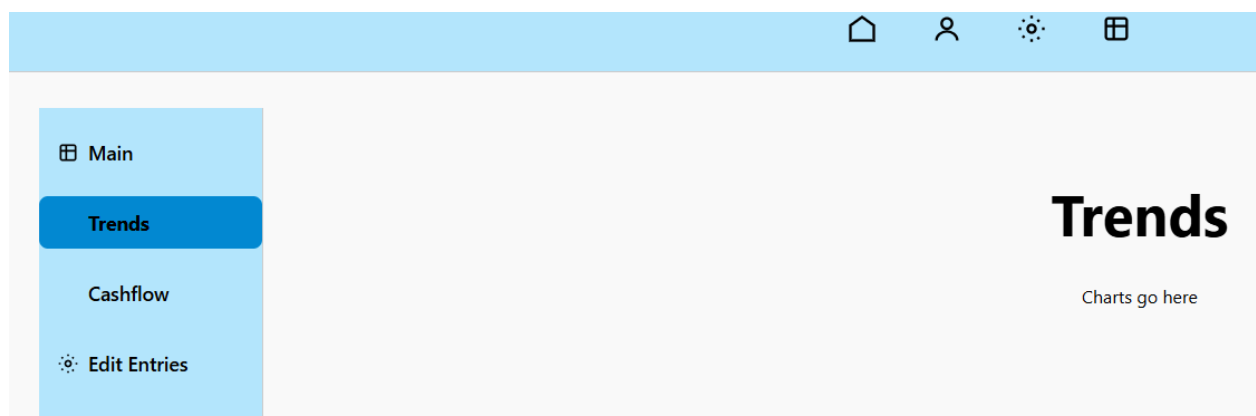 Main
Trends
Cashflow
Edit Entries
Trends
Charts go here